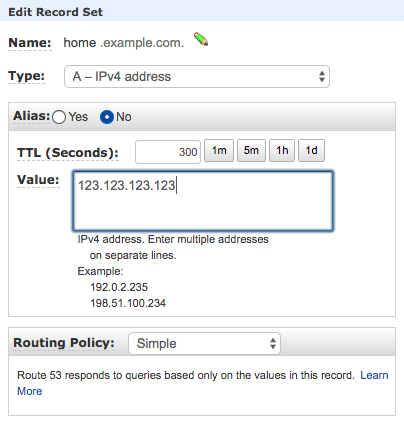 Edit Record Set
Name: home .example.com.
Type: A – IPv4 address
Alias: Yes No
TTL (Seconds): 300 1m 5m 1h 1d
Value: 123.123.123.123
IPv4 address. Enter multiple addresses
on separate lines.
Example:
192.0.2.235
198.51.100.234
Routing Policy: Simple
Route 53 responds to queries based only on the values in this record. Learn
More